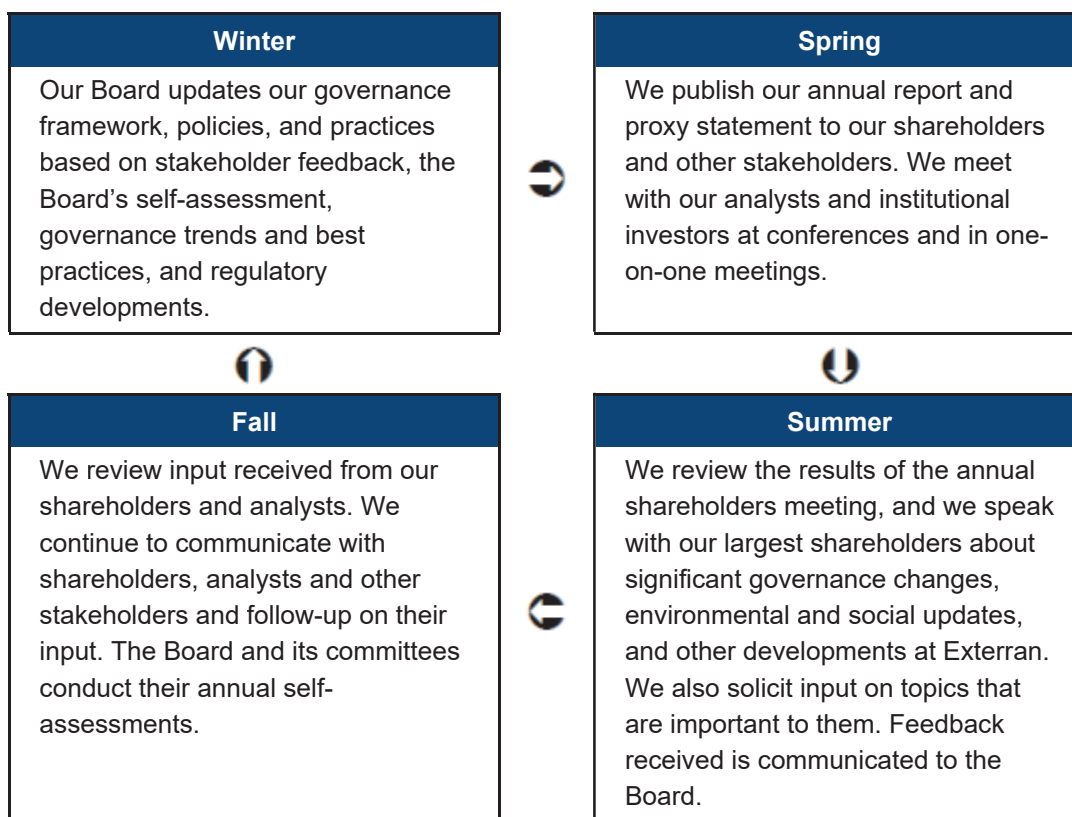 Winter
Our Board updates our governance
framework, policies, and practices
based on stakeholder feedback, the
Board’s self-assessment,
governance trends and best
practices, and regulatory
developments.
Spring
We publish our annual report and
proxy statement to our shareholders
and other stakeholders. We meet
with our analysts and institutional
investors at conferences and in one-
on-one meetings.
Fall
We review input received from our
shareholders and analysts. We
continue to communicate with
shareholders, analysts and other
stakeholders and follow-up on their
input. The Board and its committees
conduct their annual self-
assessments.
Summer
We review the results of the annual
shareholders meeting, and we speak
with our largest shareholders about
significant governance changes,
environmental and social updates,
and other developments at Exterran.
We also solicit input on topics that
are important to them. Feedback
received is communicated to the
Board.